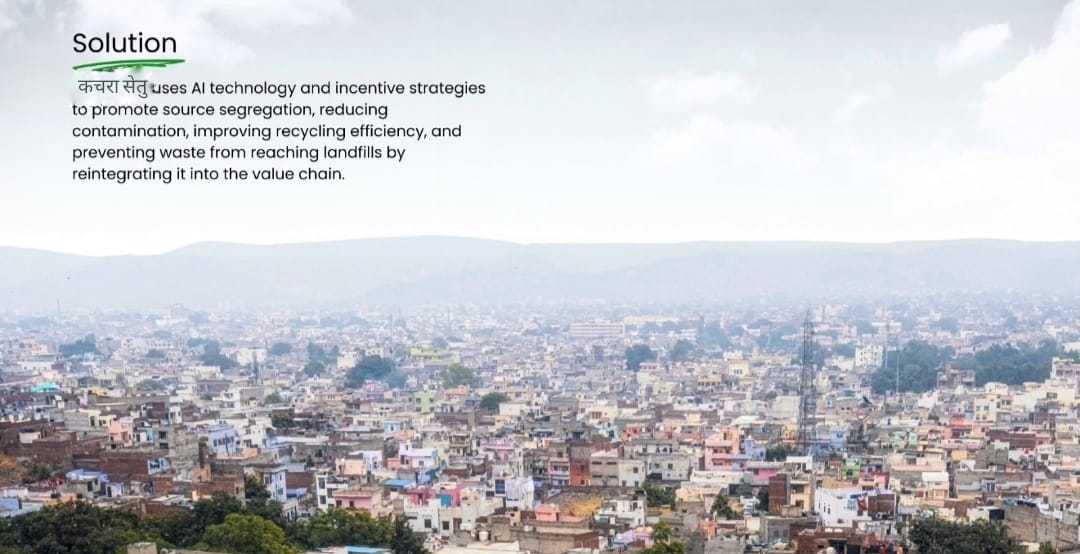 Solution
कचरा सेतु uses AI technology and incentive strategies
to promote source segregation, reducing
contamination, improving recycling efficiency, and
preventing waste from reaching landfills by
reintegrating it into the value chain.